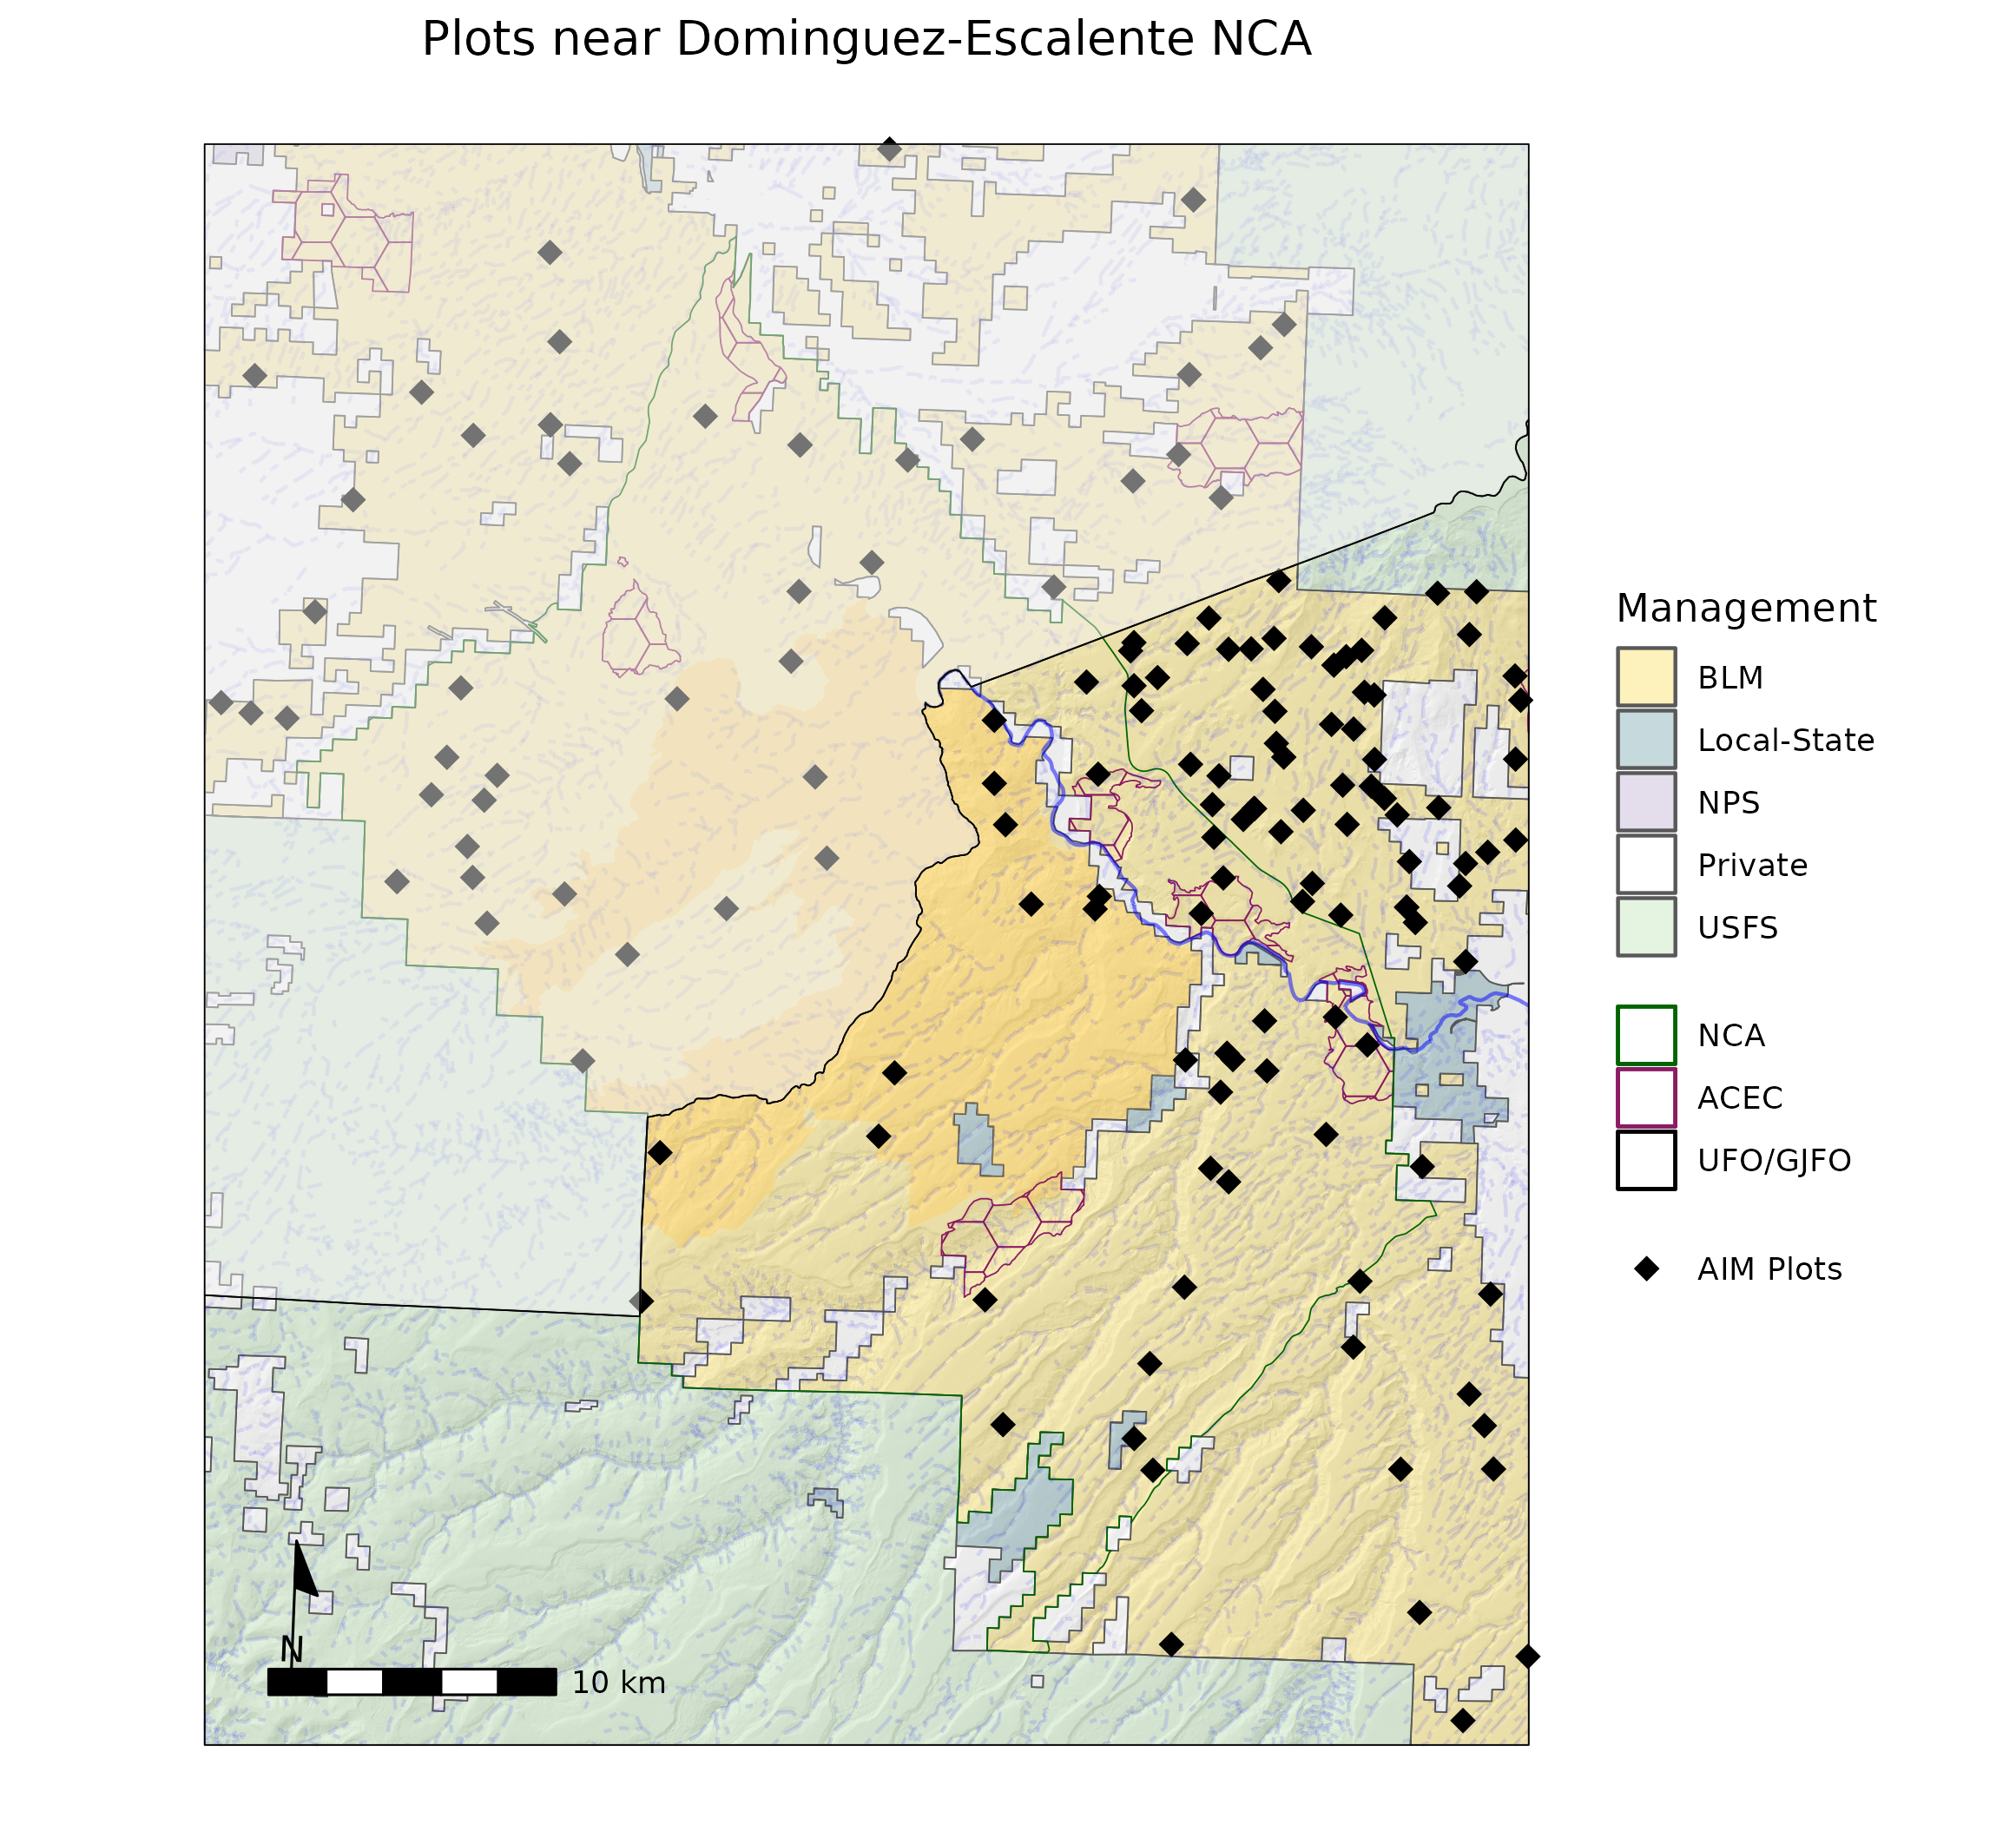 Plots near Dominguez-Escalente NCA
Management
BLM
Local-State
NPS
Private
USFS
NCA
ACEC
UFO/GJFO
AIM Plots
N
10 km